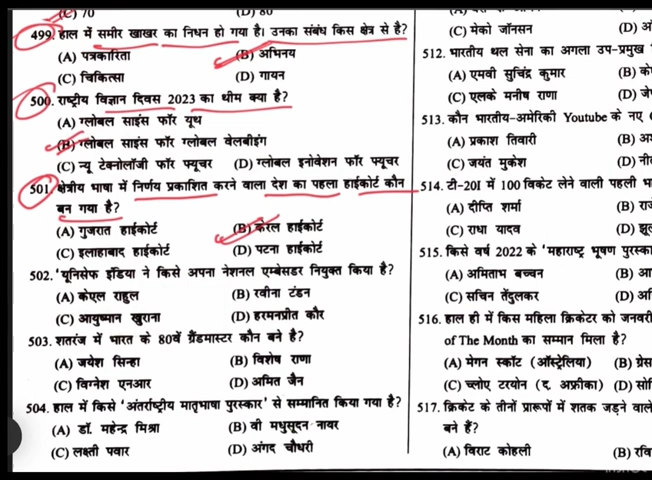 (C) 70 (D) 80
499. हाल में समीर खाखर का निधन हो गया है। उनका संबंध किस क्षेत्र से है?
(A) पत्रकारिता (B) अभिनय
(C) चिकित्सा (D) गायन
500. राष्ट्रीय विज्ञान दिवस 2023 का थीम क्या है?
(A) ग्लोबल साइंस फॉर यूथ
(B) ग्लोबल साइंस फॉर ग्लोबल वेलबीइंग
(C) न्यू टेक्नोलॉजी फॉर फ्यूचर (D) ग्लोबल इनोवेशन फॉर फ्यूचर
501. क्षेत्रीय भाषा में निर्णय प्रकाशित करने वाला देश का पहला हाईकोर्ट कौन
बन गया है?
(A) गुजरात हाईकोर्ट (B) केरल हाईकोर्ट
(C) इलाहाबाद हाईकोर्ट (D) पटना हाईकोर्ट
502. 'यूनिसेफ इंडिया ने किसे अपना नेशनल एम्बेसडर नियुक्त किया है?
(A) केएल राहुल (B) रवीना टंडन
(C) आयुष्मान खुराना (D) हरमनप्रीत कौर
503. शतरंज में भारत के 80वें ग्रैंडमास्टर कौन बने है?
(A) जयेश सिन्हा (B) विशेष राणा
(C) विग्नेश एनआर (D) अमित जैन
504. हाल में किसे 'अंतर्राष्ट्रीय मातृभाषा पुरस्कार' से सम्मानित किया गया है?
(A) डॉ. महेन्द्र मिश्रा (B) वी मधुसूदन नायर
(C) लक्ष्ती पवार (D) अंगद चौधरी
(C) मेको जॉनसन (D)
512. भारतीय थल सेना का अगला उप-प्रमुख
(A) एमवी सुचिंद्र कुमार (B)
(C) एलके मनीष राणा (D)
513. कौन भारतीय-अमेरिकी Youtube के नए
(A) प्रकाश तिवारी (B)
(C) जयंत मुकेश (D)
514. टी-20I में 100 विकेट लेने वाली पहली
(A) दीप्ति शर्मा (B)
(C) राधा यादव (D)
515. किसे वर्ष 2022 के 'महाराष्ट्र भूषण
(A) अमिताभ बच्चन (B)
(C) सचिन तेंदुलकर (D)
516. हाल ही में किस महिला क्रिकेटर को जनवरी
of The Month का सम्मान मिला है?
(A) मेगन स्कॉट (ऑस्ट्रेलिया) (B)
(C) च्लोए टरयोन (द. अफ्रीका) (D)
517. क्रिकेट के तीनों प्रारूपों में शतक जड़ने वाले
बने हैं?
(A) विराट कोहली (B)